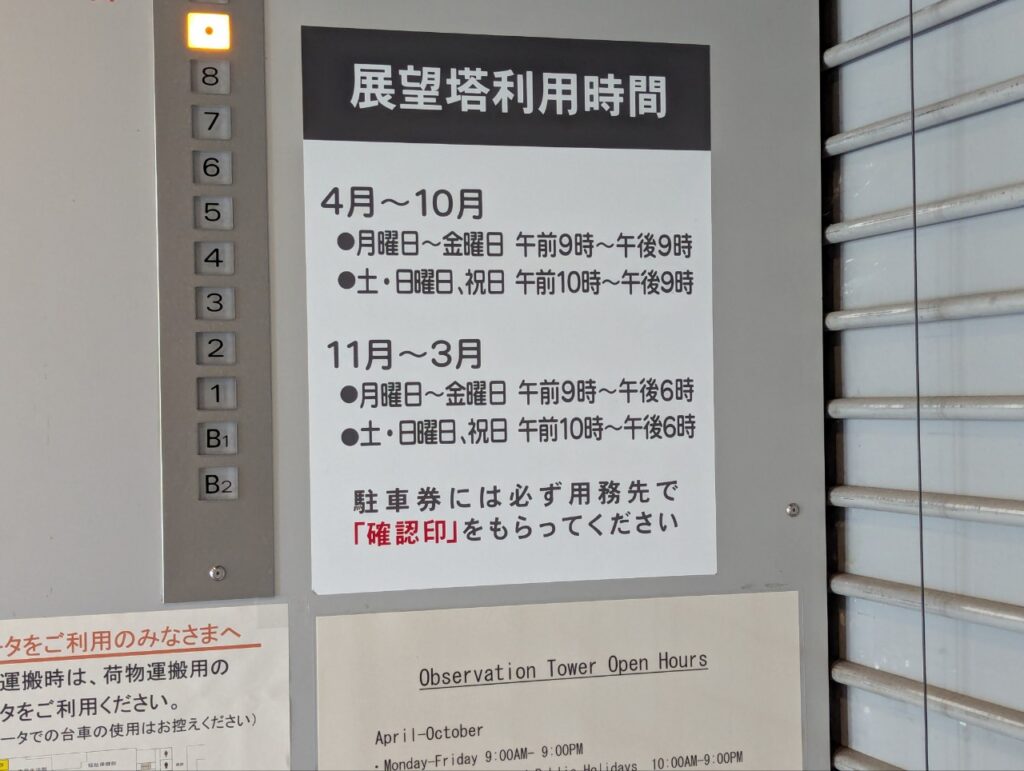 8
7
6
5
4
3
2
1
B1
B2
展望塔利用時間
4月～10月
●月曜日～金曜日 午前9時～午後9時
●土・日曜日、祝日 午前10時～午後9時
11月～3月
●月曜日～金曜日 午前9時～午後6時
●土・日曜日、祝日 午前10時～午後6時
駐車券には必ず用務先で
「確認印」をもらってください
ータをご利用のみなさまへ
運搬時は、荷物運搬用の
タをご利用ください。
ータでの台車の使用はお控えください）
Observation Tower Open Hours
April-October
・Monday-Friday 9:00AM- 9:00PM
Public Holidays 10:00AM-9:00PM